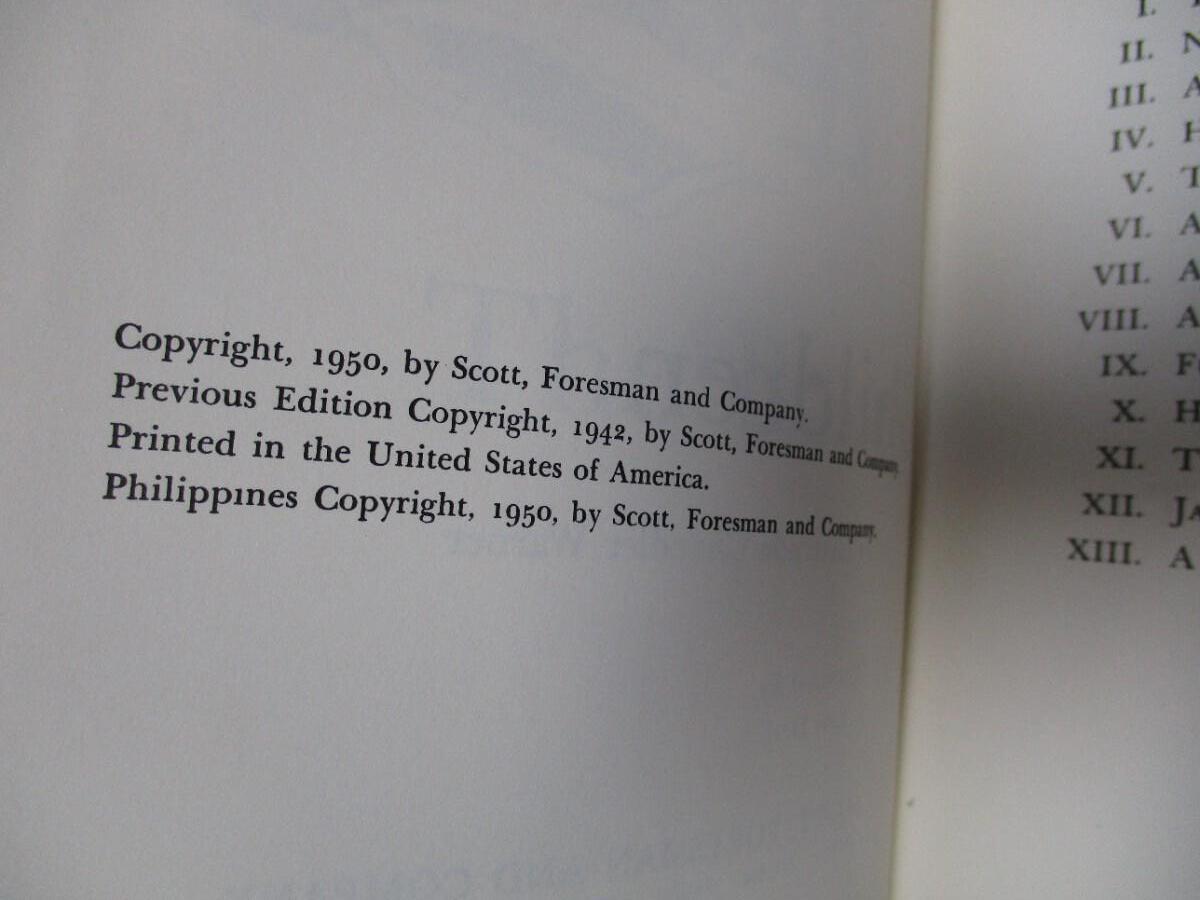 Copyright, 1950, by Scott, Foresman and Company.
Previous Edition Copyright, 1942, by Scott, Foresman and Company
Printed in the United States of America.
Philippines Copyright, 1950, by Scott, Foresman and Company.
I.
II. N
III. A
IV. H
V. T
VI. A
VII. A
VIII. A
IX. F
X. H
XI. T
XII. JA
XIII. A